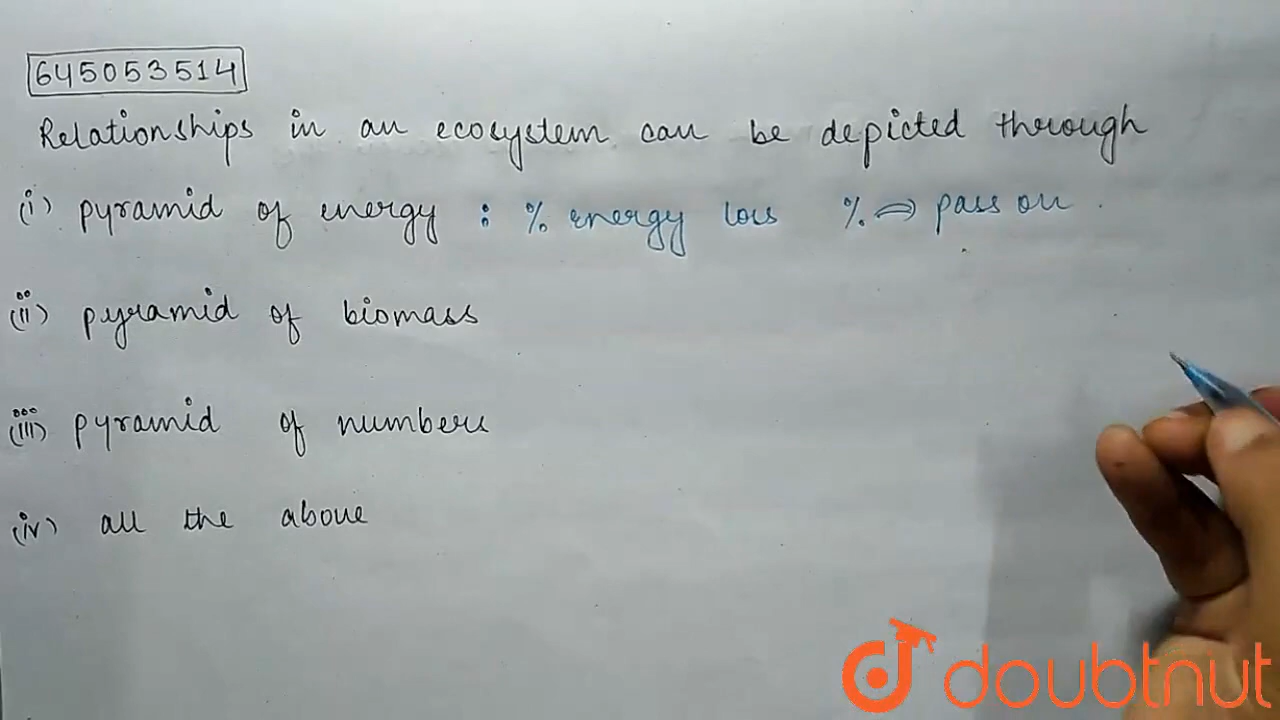 645053514
Relationships in an ecosystem can be depicted through
(i) pyramid of energy : % energy loss % ⇒ pass on.
(ii) pyramid of biomass
(iii) pyramid of numbers
(iv) all the above
doubtnut